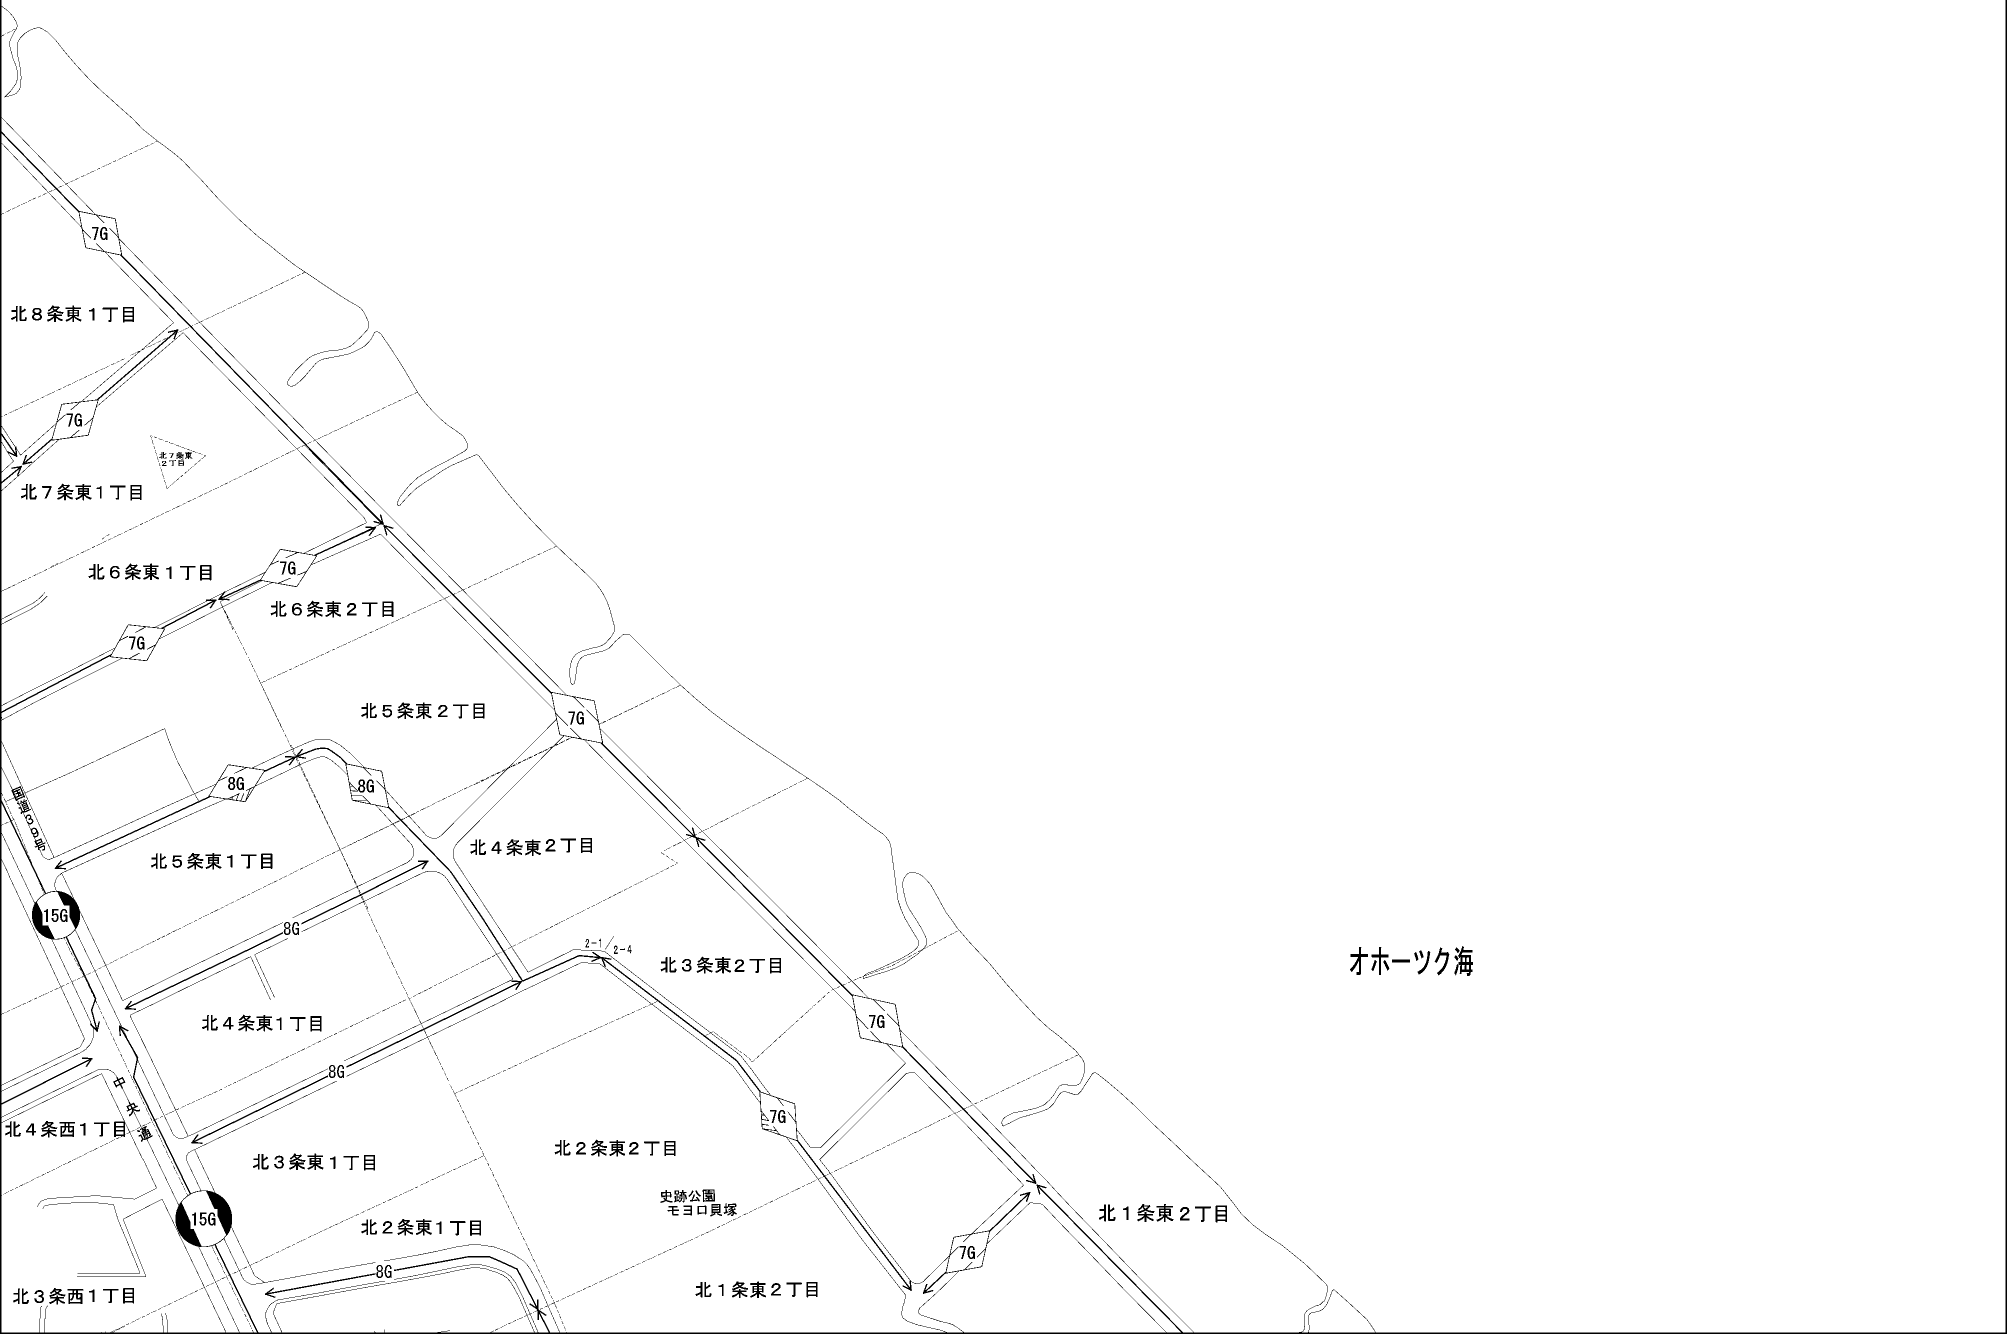 7G
北８条東１丁目
7G
北７条東
２丁目
北７条東１丁目
北６条東１丁目
7G
北６条東２丁目
7G
北５条東２丁目
7G
国道３９号
8G
8G
北５条東１丁目
北４条東２丁目
15G
8G
2-1
2-4
北３条東２丁目
オホーツク海
北４条東１丁目
7G
8G
中央通
北４条西１丁目
7G
北３条東１丁目
北２条東２丁目
史跡公園
モヨロ貝塚
15G
北２条東１丁目
北１条東２丁目
7G
8G
北３条西１丁目
北１条東２丁目